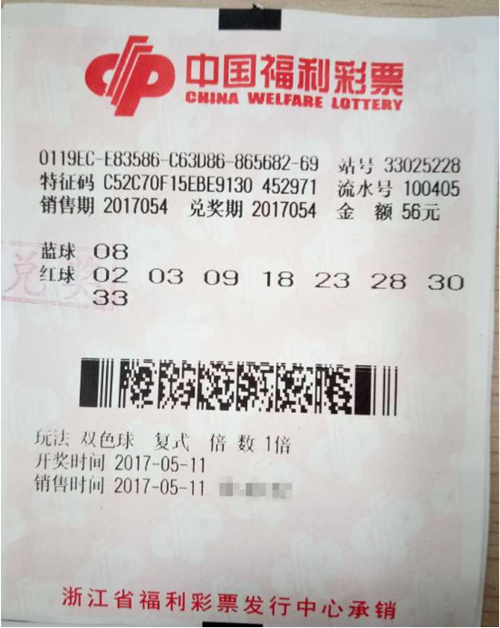 中国福利彩票
CHINA WELFARE LOTTERY
0119EC-E83586-C63D86-865682-69 站号 33025228
特征码 C52C70F15EBE9130 452971 流水号 100405
销售期 2017054 兑奖期 2017054 金 额 56元
蓝球 08
红球 02 03 09 18 23 28 30
33
兑奖
玩法 双色球 复式 倍 数 1倍
开奖时间 2017-05-11
销售时间 2017-05-11
浙江省福利彩票发行中心承销